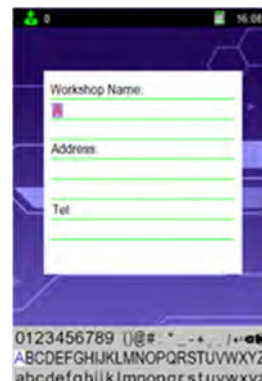 0 16:08
Workshop Name:
A
Address:
Tel:
0123456789 ()@#:
ABCDEFGHIJKLMNOPQRSTUVWXYZ
abcdefghijklmnopqrstuvwxyz